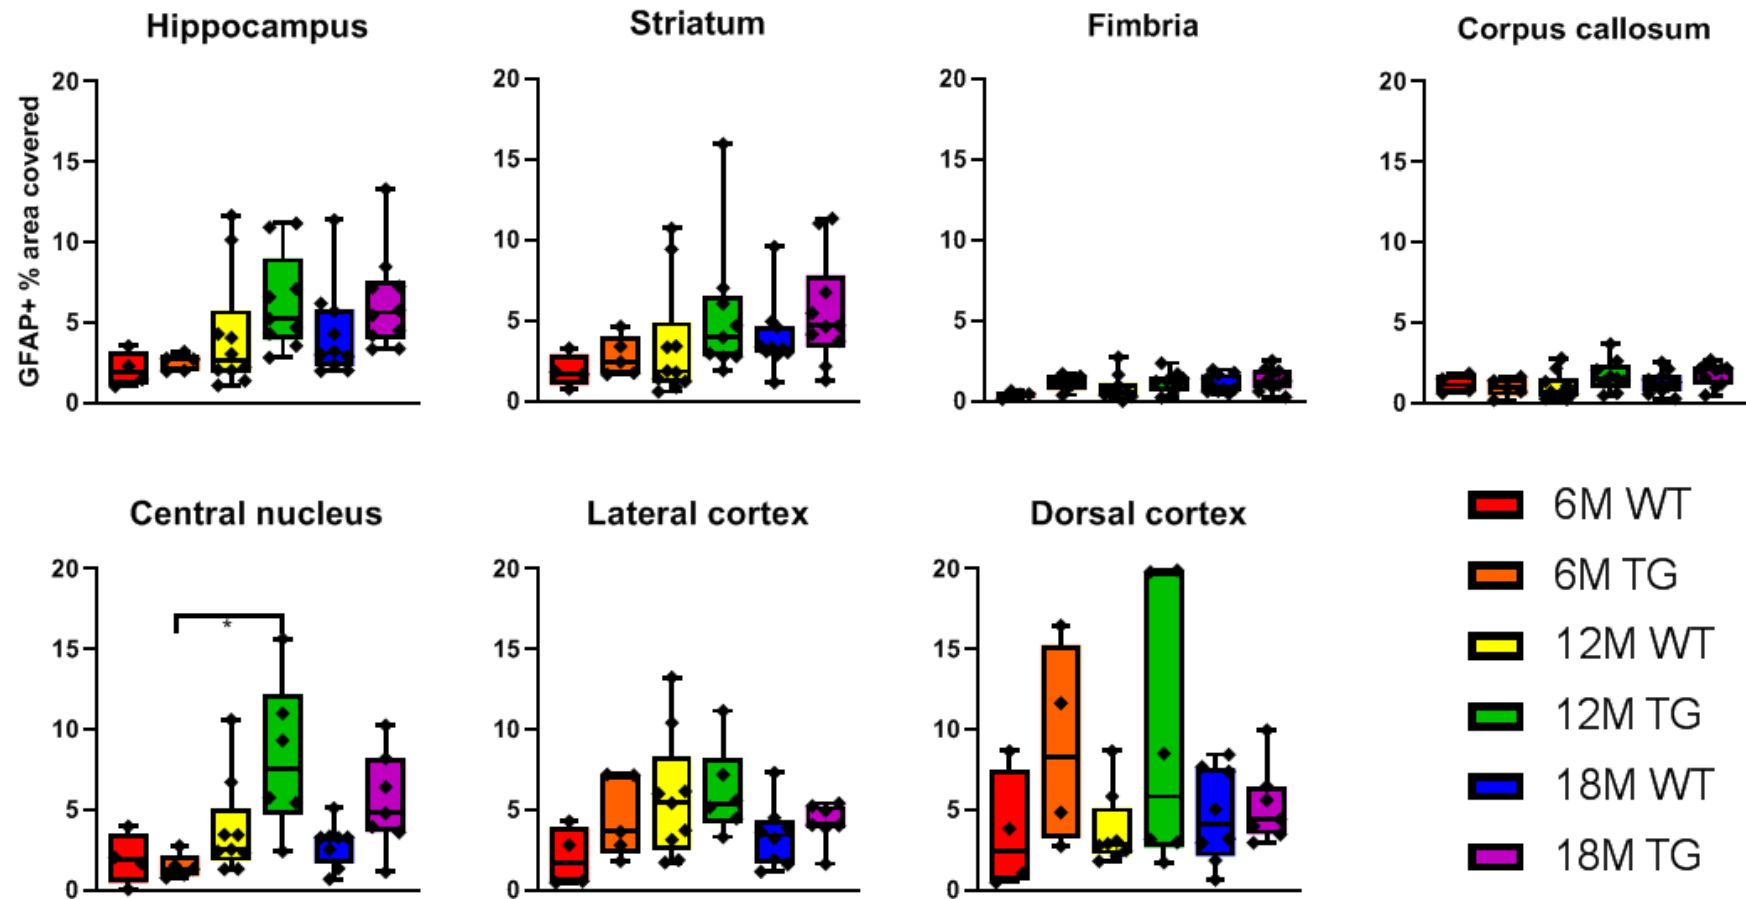 Hippocampus
Striatum
Fimbria
Corpus callosum
GFAP+ % area covered
20
15
10
5
0
20
15
10
5
0
20
15
10
5
0
20
15
10
5
0
Central nucleus
Lateral cortex
Dorsal cortex
20
15
10
5
0
*
20
15
10
5
0
20
15
10
5
0
6M WT
6M TG
12M WT
12M TG
18M WT
18M TG